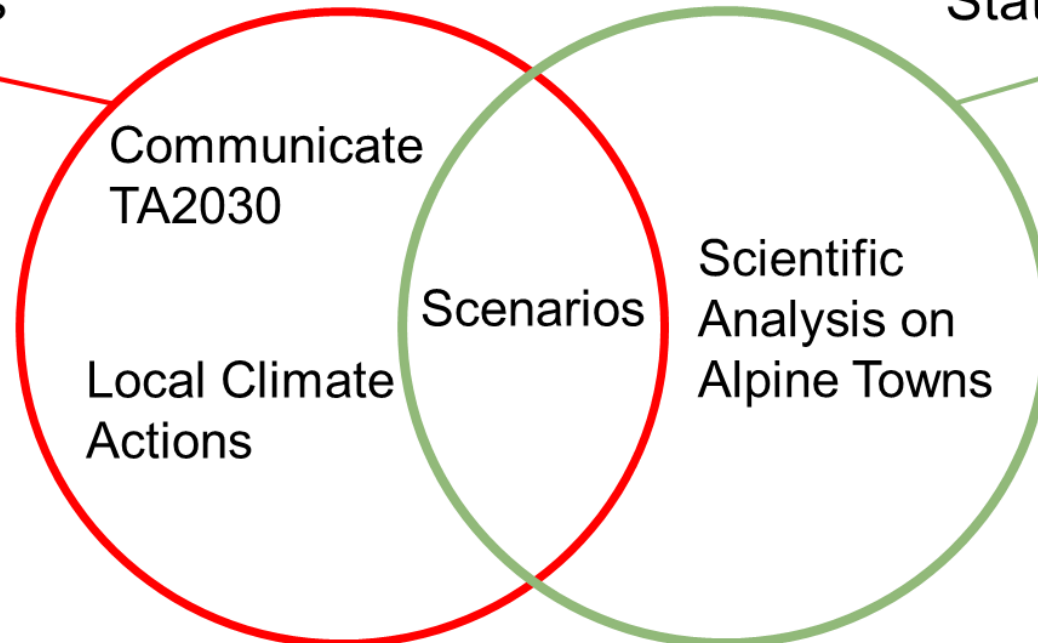 Communicate
TA2030
Scenarios
Local Climate
Actions
Scientific
Analysis on
Alpine Towns